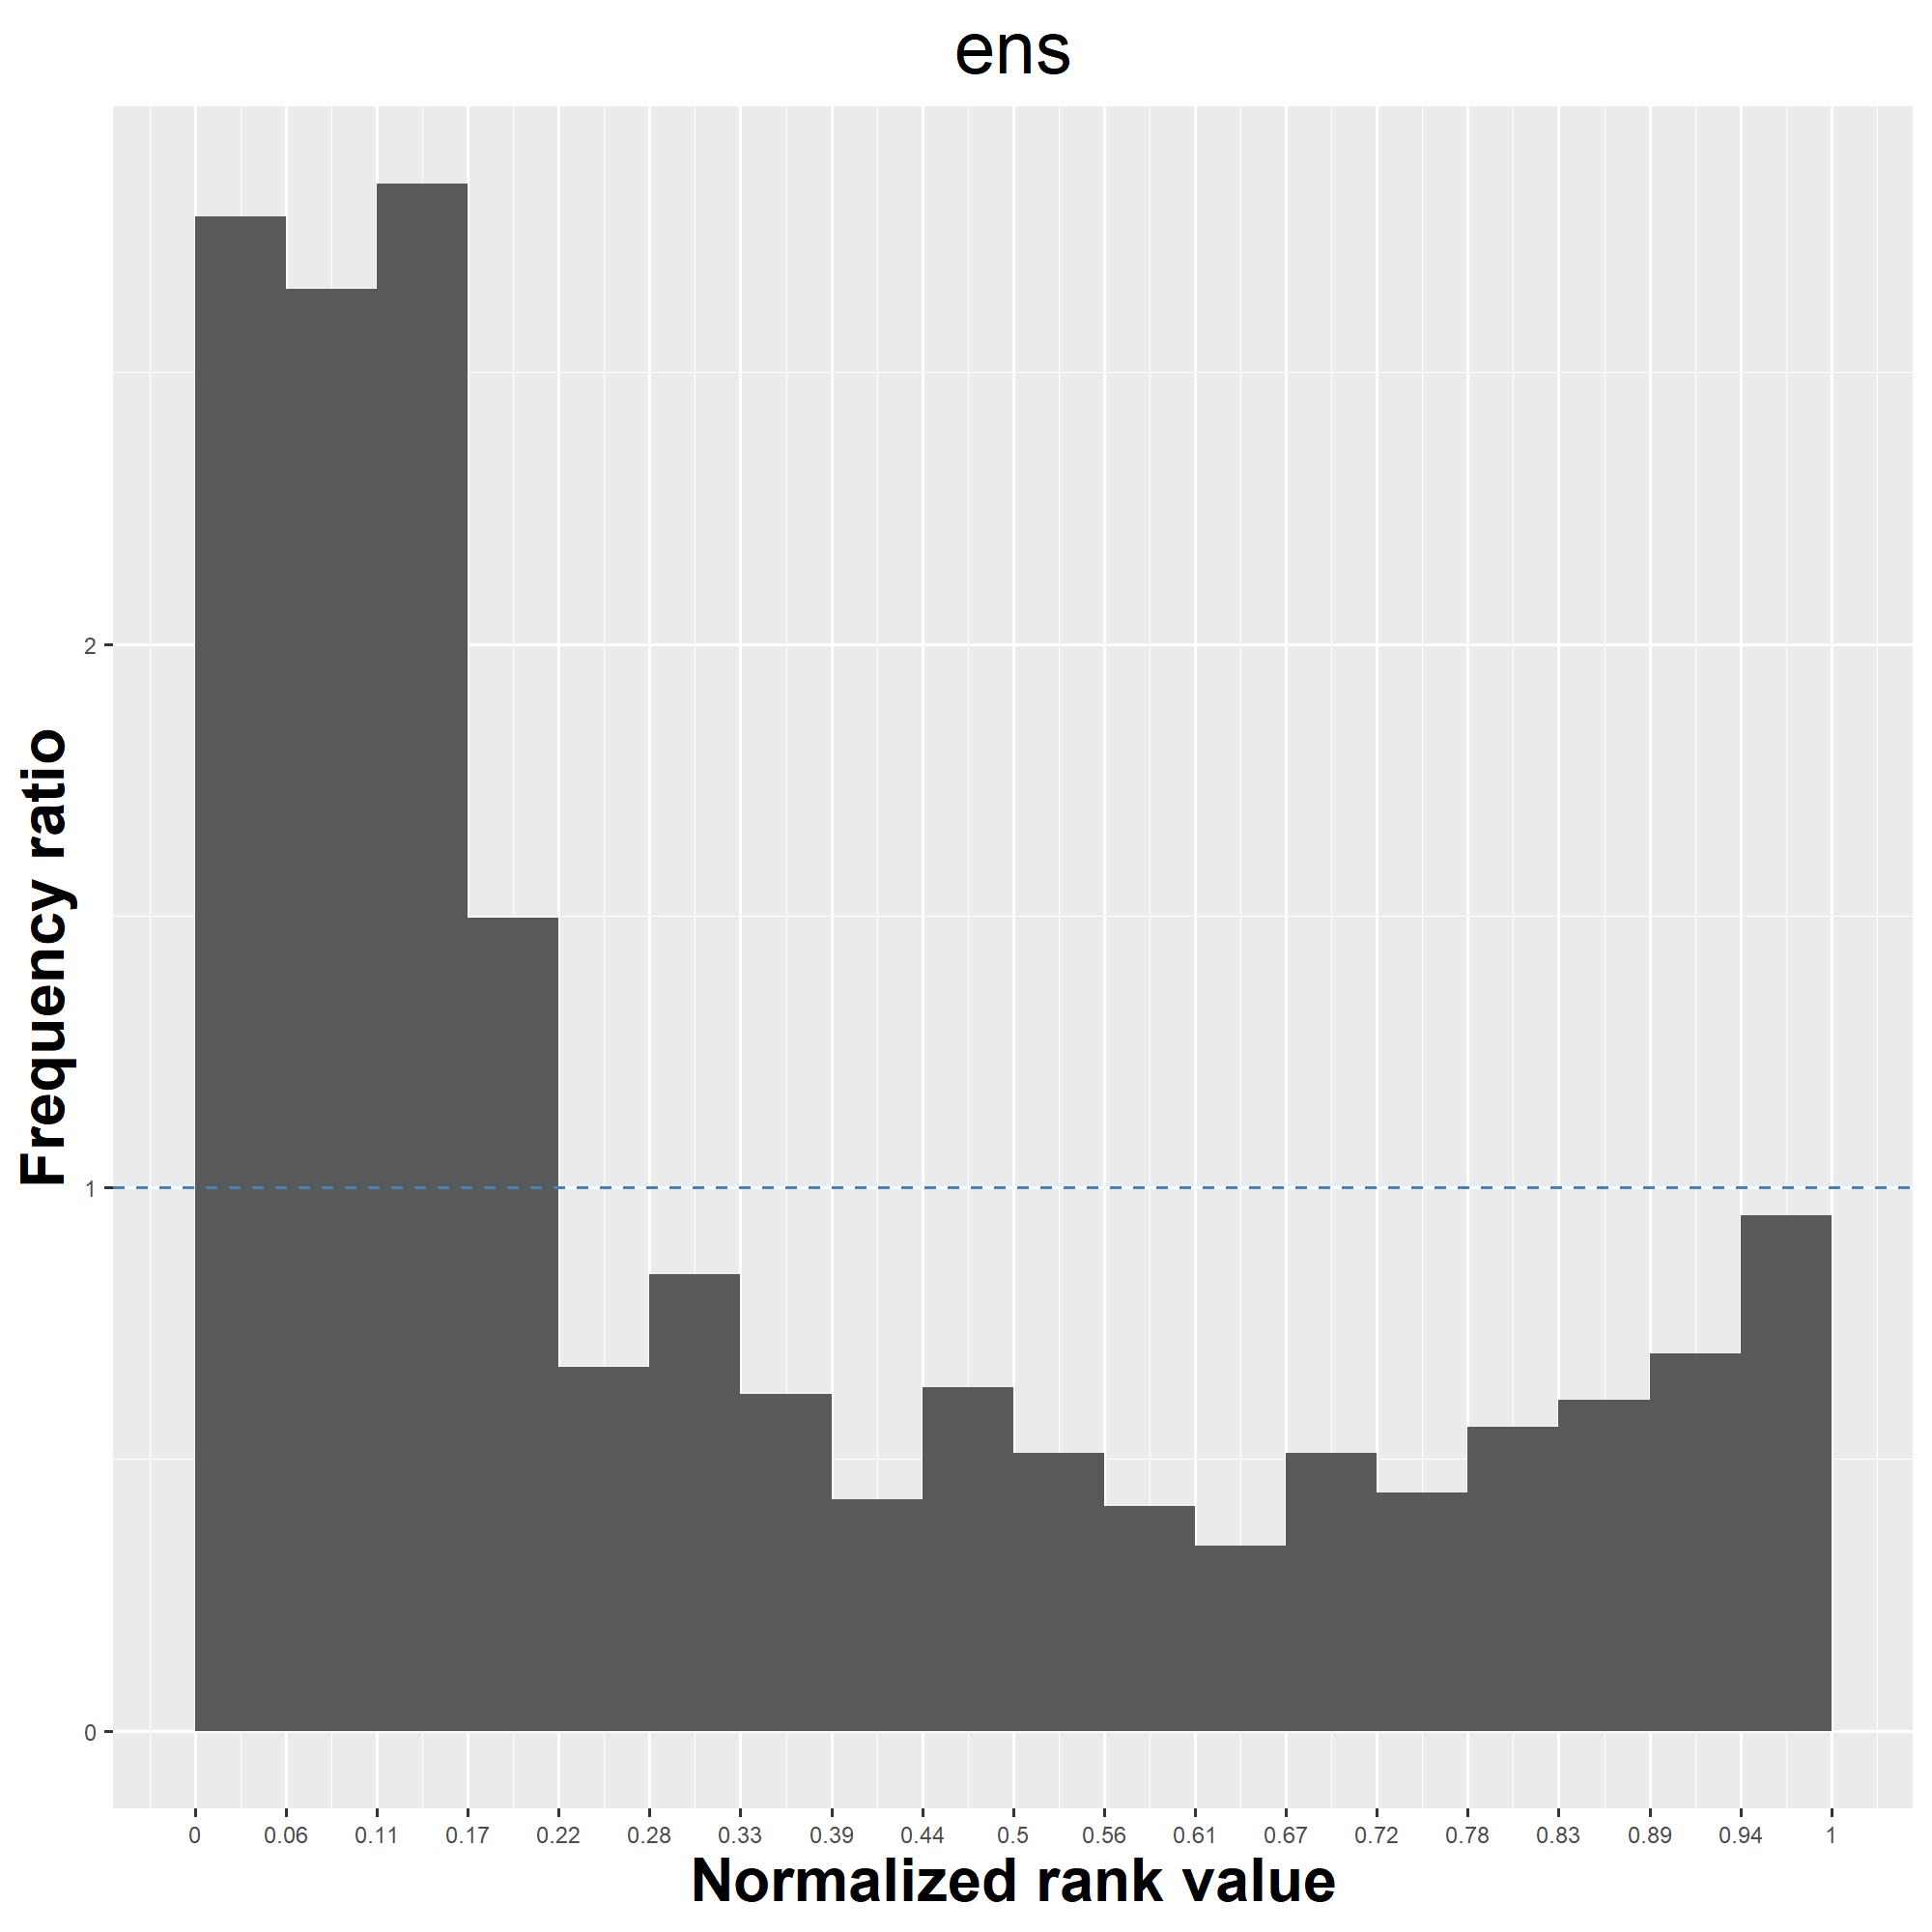 ens
Frequency ratio
2
1
0
0 0.06 0.11 0.17 0.22 0.28 0.33 0.39 0.44 0.5 0.56 0.61 0.67 0.72 0.78 0.83 0.89 0.94 1
Normalized rank value